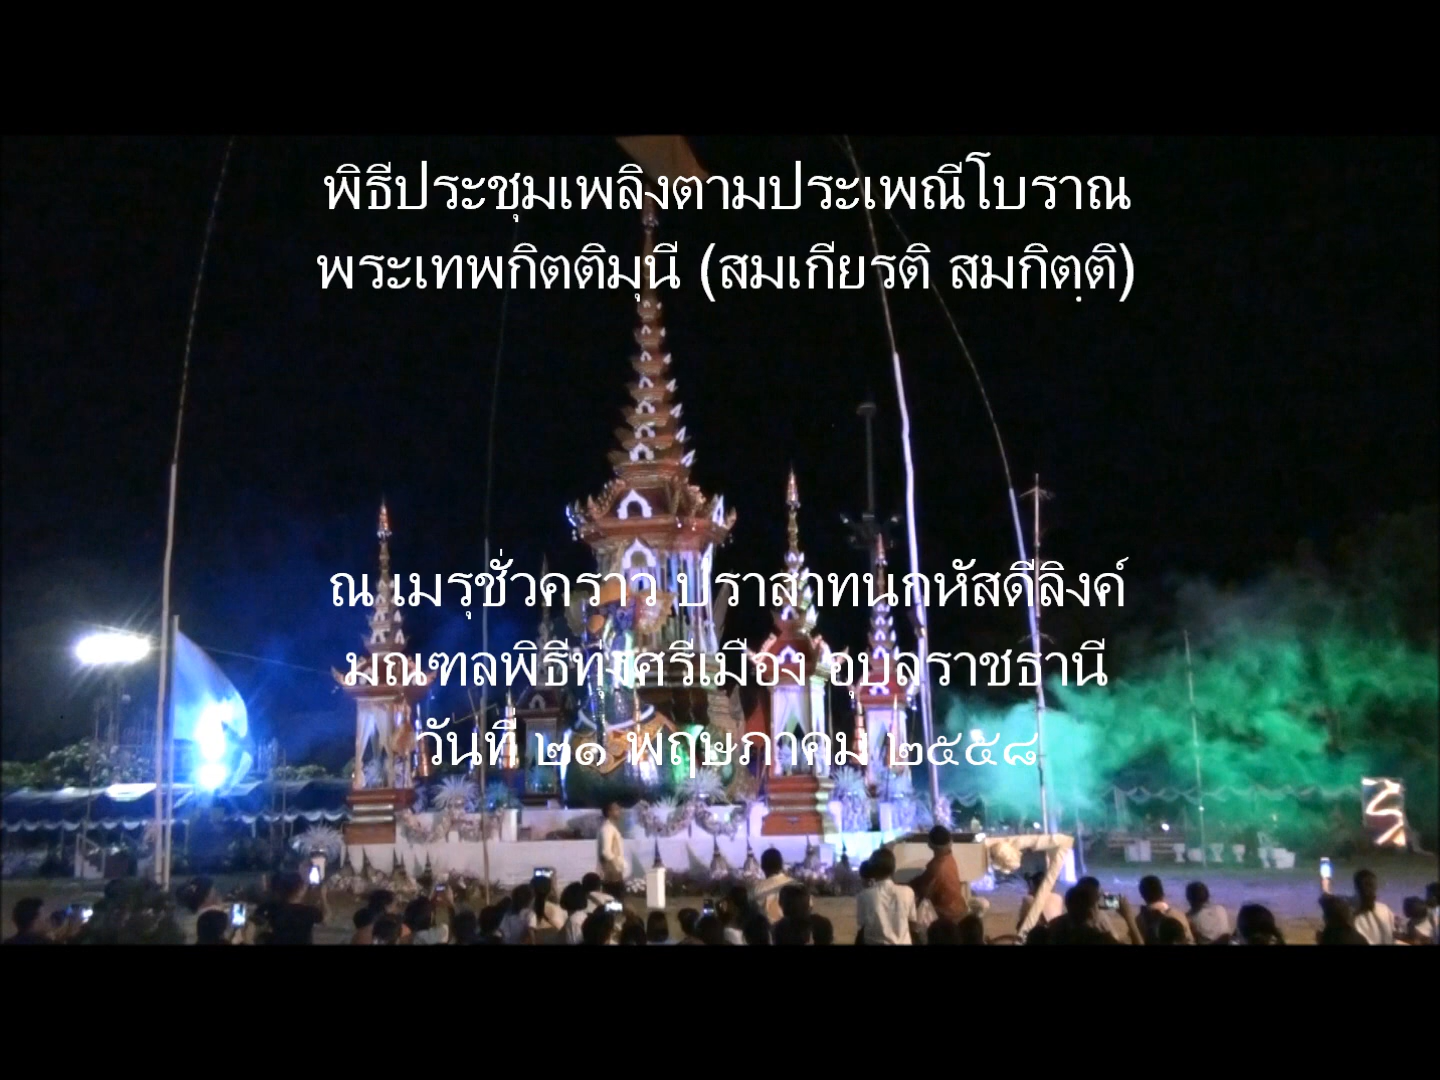 พิธีประชุมเพลิงตามประเพณีโบราณ
พระเทพกิตติมุนี (สมเกียรติ สมกิตฺติ)
ณ เมรุชั่วคราว ปราสาทนกหัสดีลิงค์
มณฑลพิธีทุ่งศรีเมือง อุบลราชธานี
วันที่ ๒๑ พฤษภาคม ๒๕๕๘